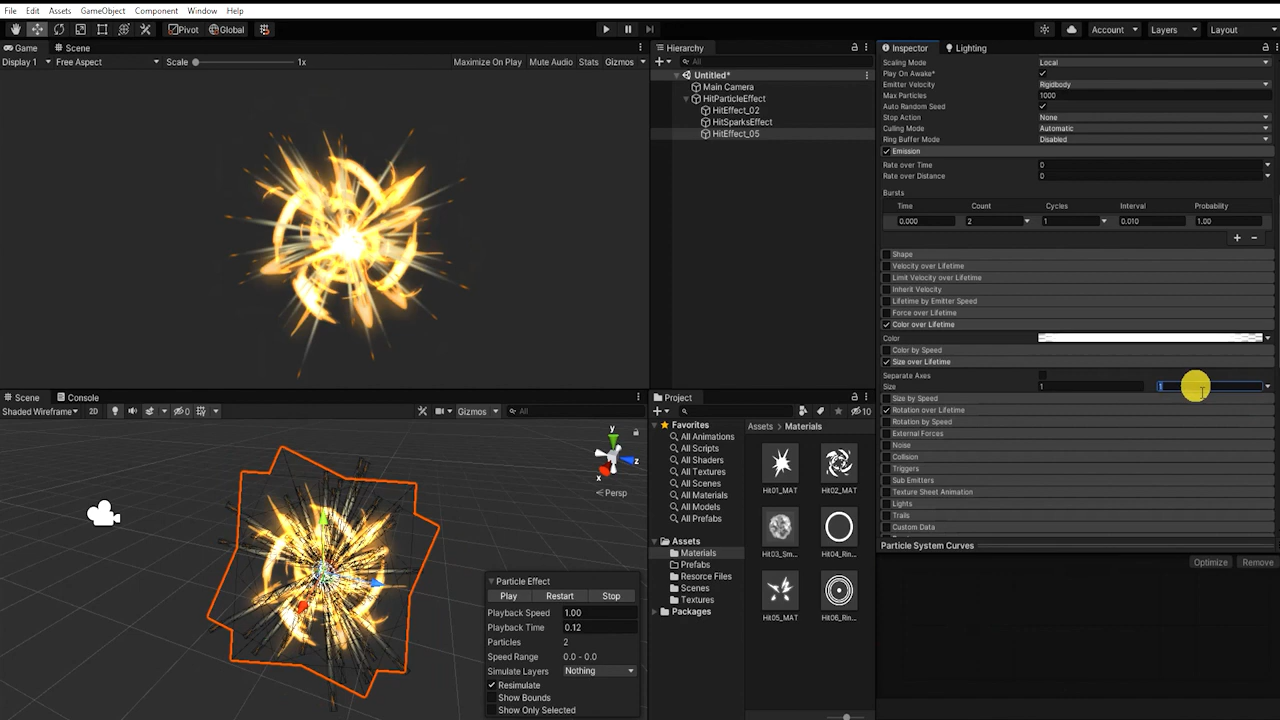 File Edit Assets GameObject Component Window Help
Pivot Global Account Layers Layout
Game Scene
Display 1 Free Aspect Scale 1x Maximize On Play Mute Audio Stats Gizmos
Hierarchy
All
Untitled*
Main Camera
HitParticleEffect
HitEffect_02
HitSparksEffect
HitEffect_05
Inspector Lighting
Scaling Mode Local
Play On Awake*
Emitter Velocity Rigidbody
Max Particles 1000
Auto Random Seed
Stop Action None
Culling Mode Automatic
Ring Buffer Mode Disabled
Emission
Rate over Time 0
Rate over Distance 0
Bursts
Time Count Cycles Interval Probability
0.000 2 1 0.010 1.00
Shape
Velocity over Lifetime
Limit Velocity over Lifetime
Inherit Velocity
Lifetime by Emitter Speed
Force over Lifetime
Color over Lifetime
Color
Color by Speed
Size over Lifetime
Separate Axes
Size 1 1
Size by Speed
Rotation over Lifetime
Rotation by Speed
External Forces
Noise
Collision
Triggers
Sub Emitters
Texture Sheet Animation
Lights
Trails
Custom Data
Particle System Curves
Optimize Remove
Scene Console
Shaded Wireframe 2D 0 Gizmos All
y
z
x
Persp
Particle Effect
Play Restart Stop
Playback Speed 1.00
Playback Time 0.12
Particles 2
Speed Range 0.0 - 0.0
Simulate Layers Nothing
Resimulate
Show Bounds
Show Only Selected
Project
10
Favorites
All Animations
All Scripts
All Shaders
All Textures
All Scenes
All Materials
All Models
All Prefabs
Assets
Materials
Prefabs
Resorce Files
Scenes
Textures
Packages
Assets > Materials
Hit01_MAT Hit02_MAT
Hit03_Sm... Hit04_Rin...
Hit05_MAT Hit06_Rin...